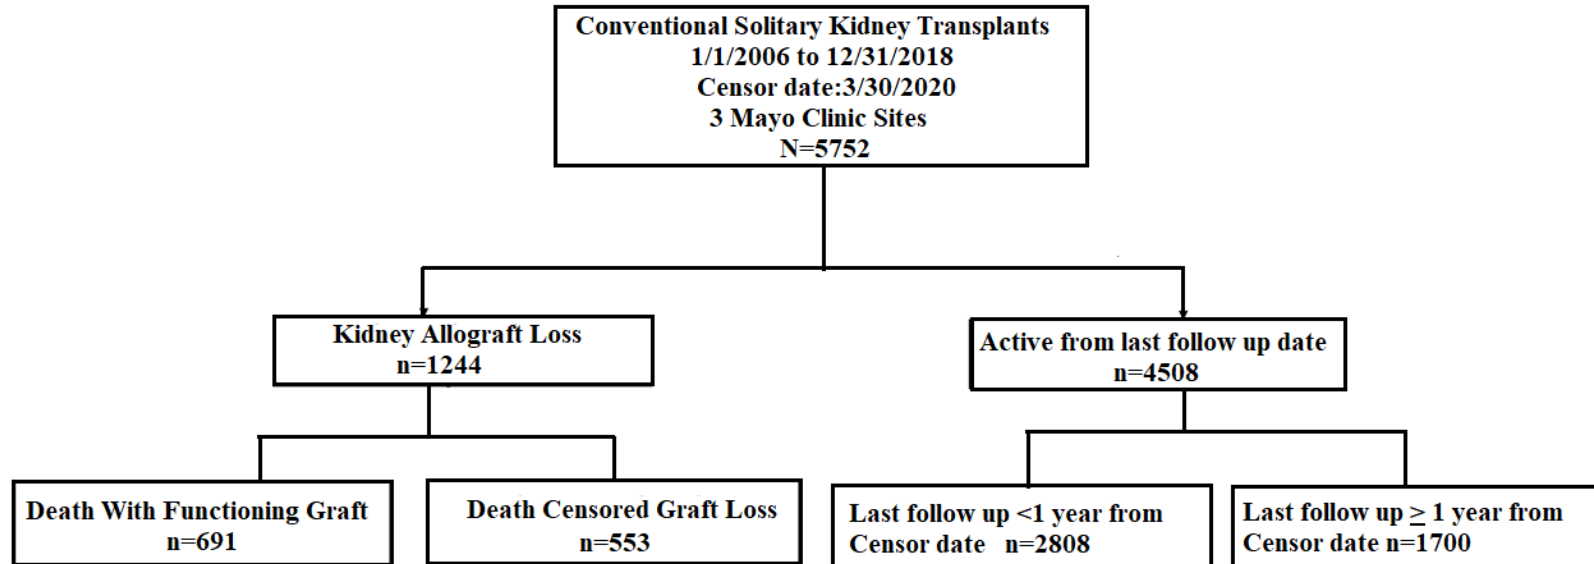 Conventional Solitary Kidney Transplants
1/1/2006 to 12/31/2018
Censor date:3/30/2020
3 Mayo Clinic Sites
N=5752
Kidney Allograft Loss
n=1244
Active from last follow up date
n=4508
Death With Functioning Graft
n=691
Death Censored Graft Loss
n=553
Last follow up <1 year from
Censor date n=2808
Last follow up ≥ 1 year from
Censor date n=1700